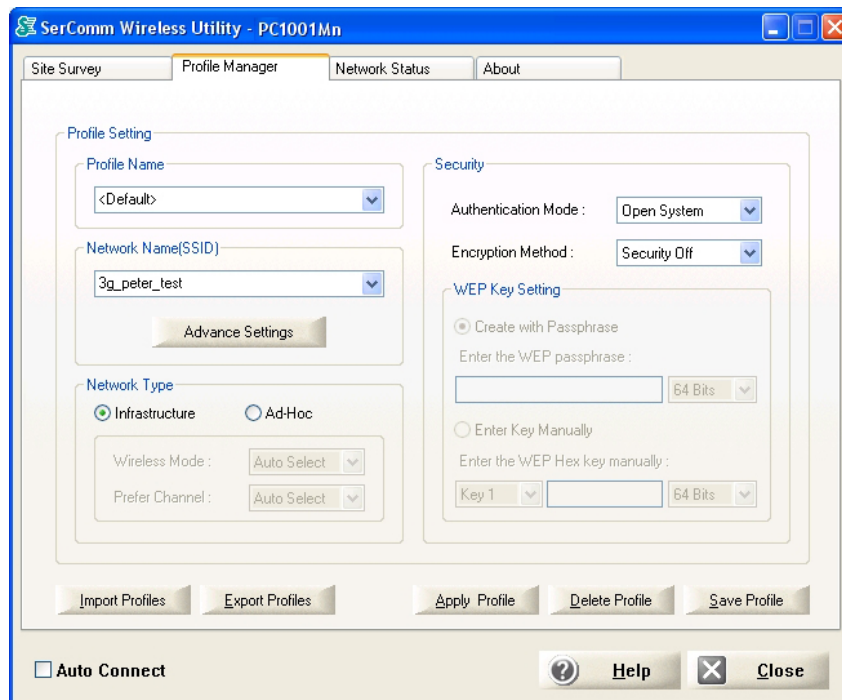 SerComm Wireless Utility - PC1001Mn
Site Survey
Profile Manager
Network Status
About
Profile Setting
Profile Name
<Default>
Network Name(SSID)
3g_peter_test
Advance Settings
Network Type
Infrastructure
Ad-Hoc
Wireless Mode :
Auto Select
Prefer Channel :
Auto Select
Security
Authentication Mode :
Open System
Encryption Method :
Security Off
WEP Key Setting
Create with Passphrase
Enter the WEP passphrase :
64 Bits
Enter Key Manually
Enter the WEP Hex key manually :
Key 1
64 Bits
Import Profiles
Export Profiles
Apply Profile
Delete Profile
Save Profile
Auto Connect
Help
Close